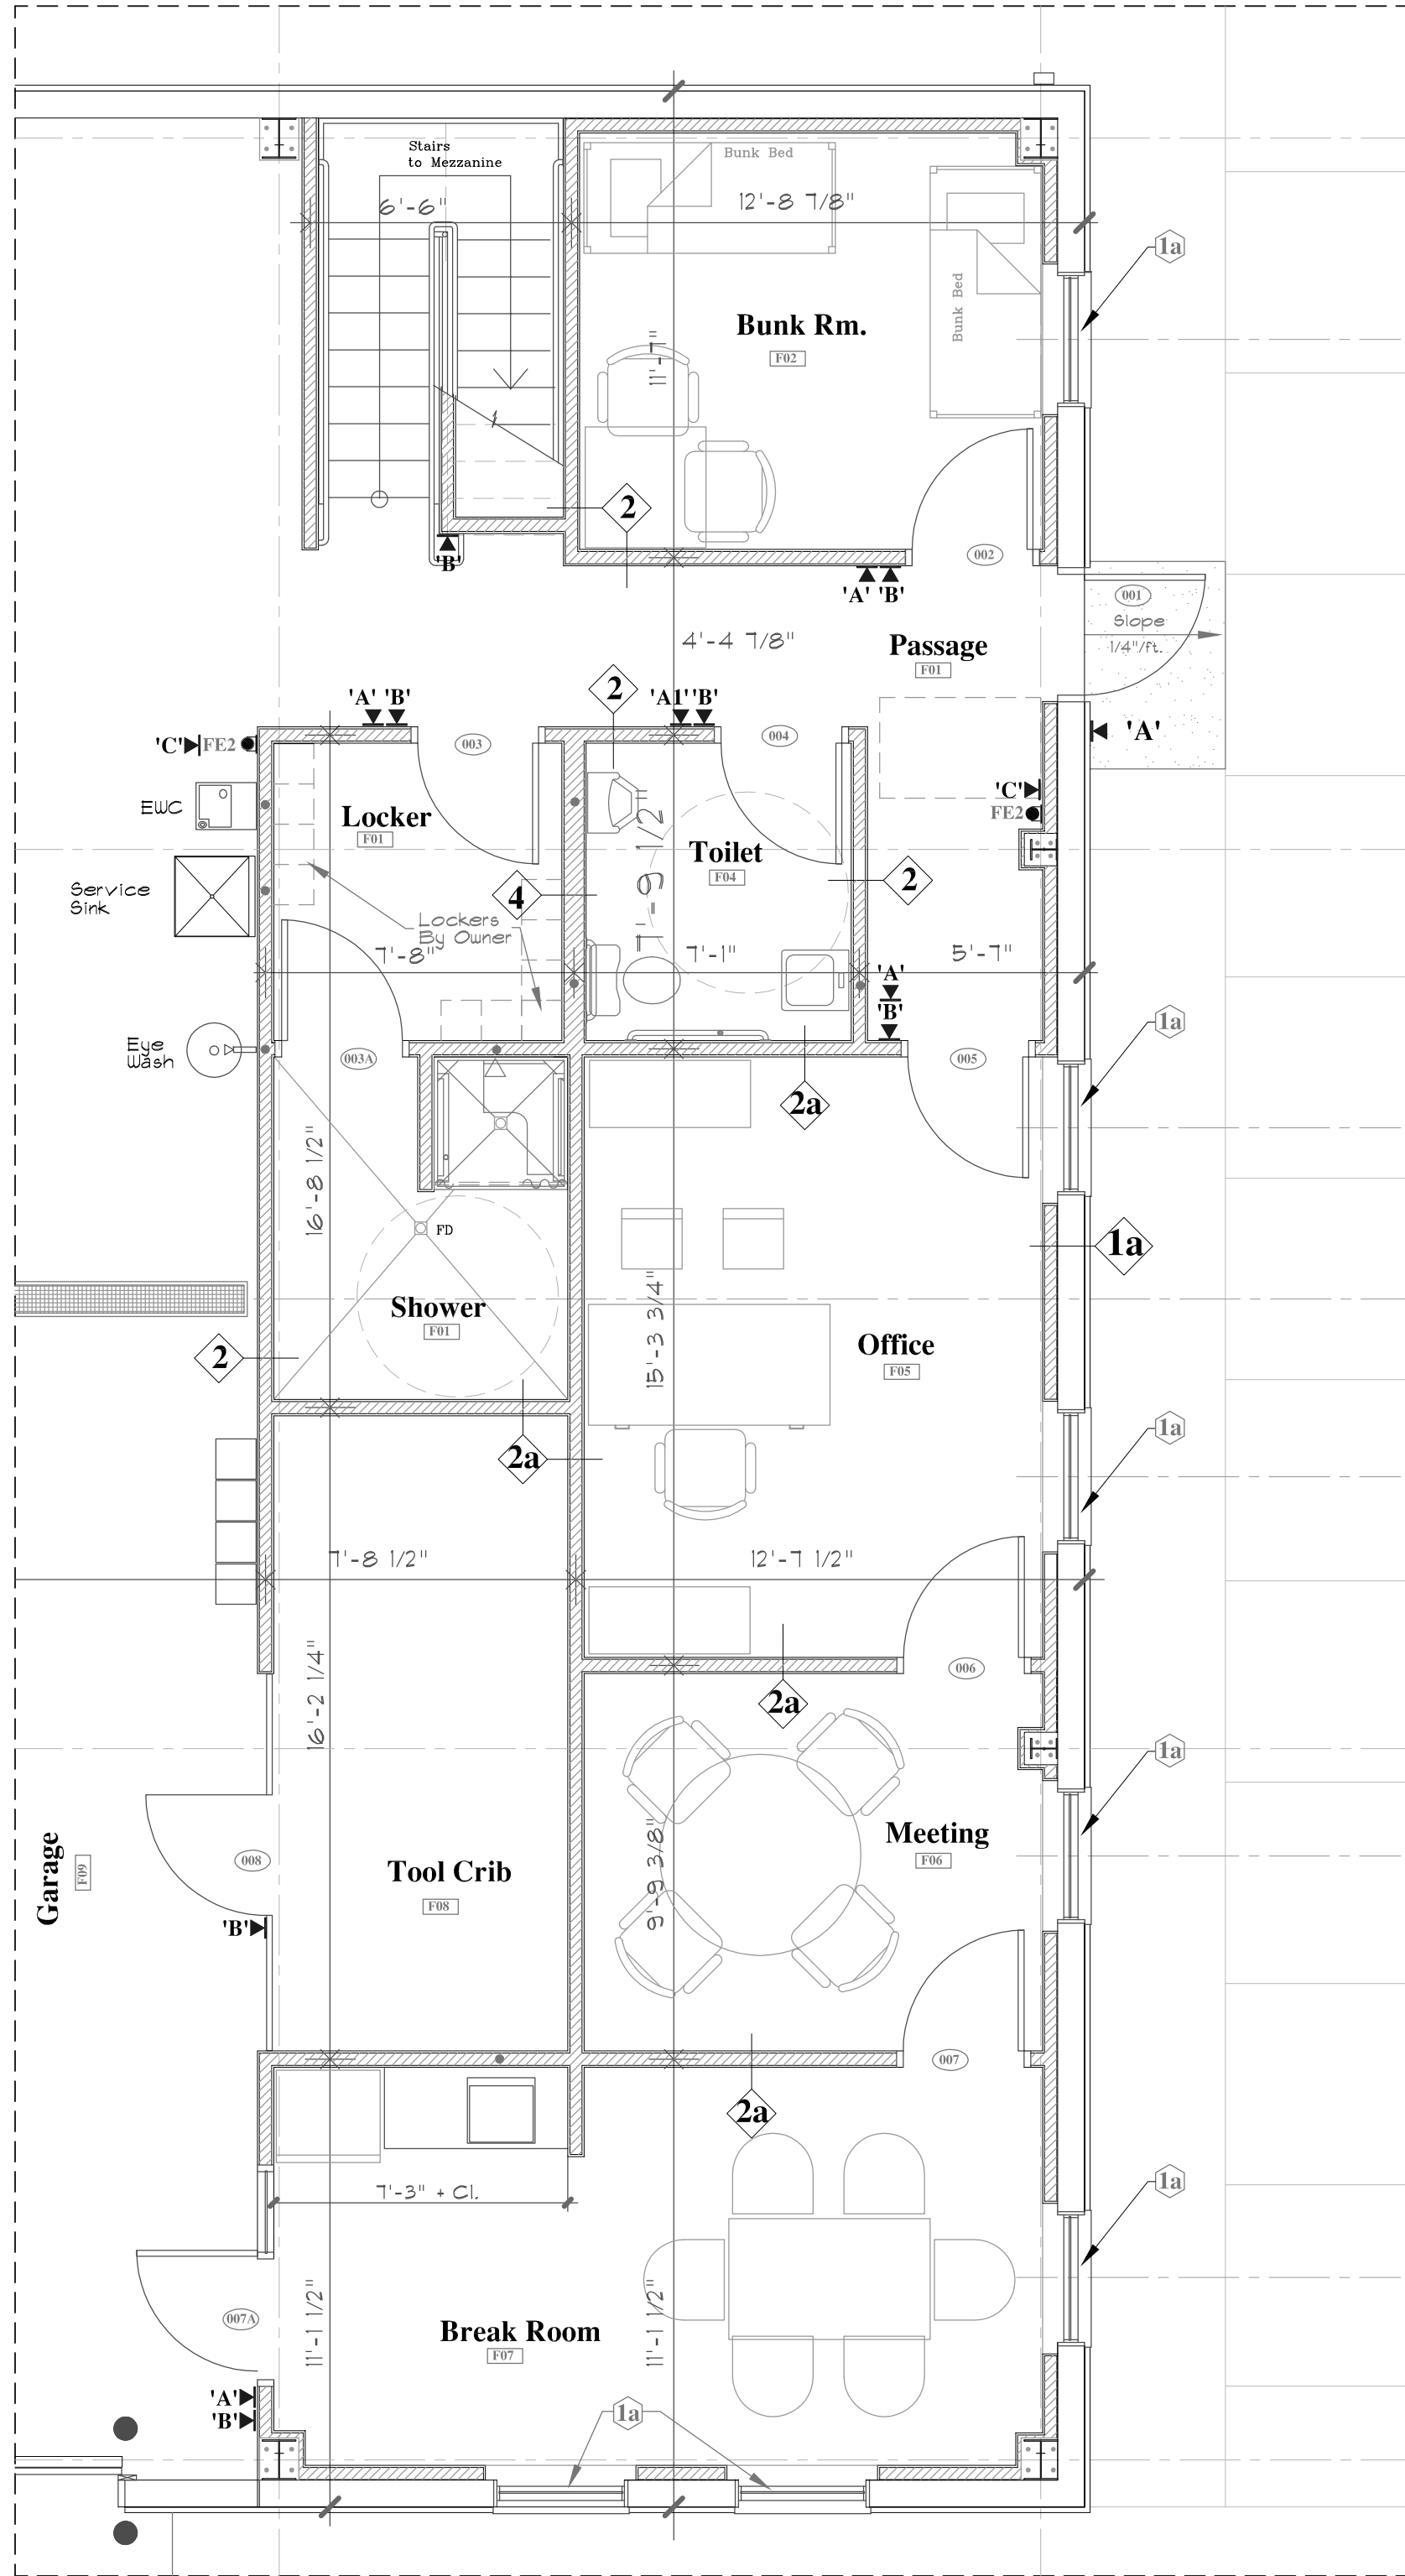 Stairs
to Mezzanine
Bunk Bed
6'-6"
12'-8 7/8"
1a
Bunk Bed
Bunk Rm.
F02
11'-7"
2
002
'B'
'A' 'B'
001
Slope
1/4"/ft.
4'-4 7/8"
Passage
F01
2
'A' 'B'
'A1' 'B'
004
003
'C' FE2
'A'
'C'
FE2
EWC
Locker
F01
7'-9 1/2"
Toilet
F04
2
4
Service
Sink
Lockers
By Owner
7'-8"
7'-1"
5'-7"
'A'
'B'
1a
Eye
Wash
003A
005
2a
16'-8 1/2"
FD
1a
Shower
F01
15'-3 3/4"
Office
F05
2
1a
2a
7'-8 1/2"
12'-7 1/2"
16'-2 1/4"
006
2a
1a
Meeting
F06
Garage
F09
008
Tool Crib
F08
9'-9 3/8"
'B'
007
2a
1a
7'-3" + Cl.
007A
11'-1 1/2"
11'-1 1/2"
Break Room
F07
'A'
'B'
1a